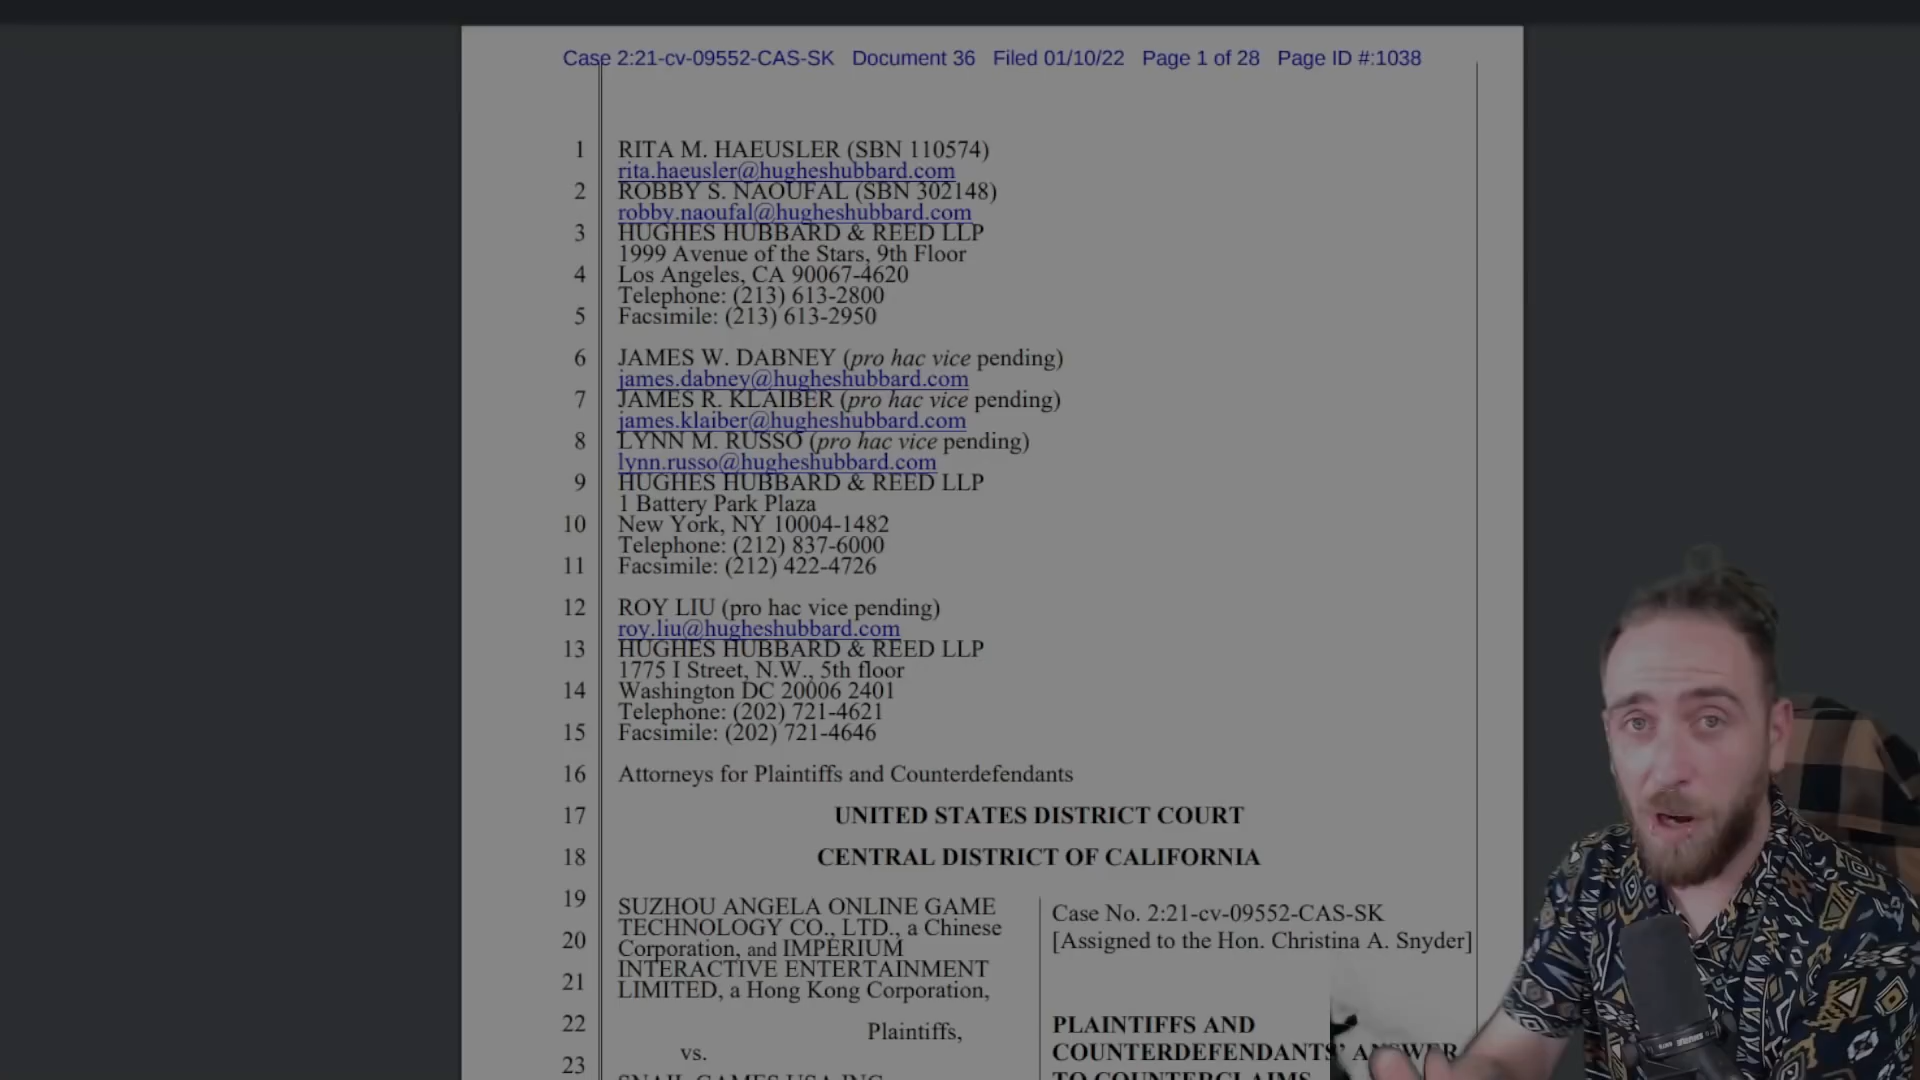 Case 2:21-cv-09552-CAS-SK Document 36 Filed 01/10/22 Page 1 of 28 Page ID #:1038
1 RITA M. HAEUSLER (SBN 110574)
rita.haeusler@hugheshubbard.com
2 ROBBY S. NAOUFAL (SBN 302148)
robby.naoufal@hugheshubbard.com
3 HUGHES HUBBARD & REED LLP
1999 Avenue of the Stars, 9th Floor
4 Los Angeles, CA 90067-4620
Telephone: (213) 613-2800
5 Facsimile: (213) 613-2950
6 JAMES W. DABNEY (pro hac vice pending)
james.dabney@hugheshubbard.com
7 JAMES R. KLAIBER (pro hac vice pending)
james.klaiber@hugheshubbard.com
8 LYNN M. RUSSO (pro hac vice pending)
lynn.russo@hugheshubbard.com
9 HUGHES HUBBARD & REED LLP
1 Battery Park Plaza
10 New York, NY 10004-1482
Telephone: (212) 837-6000
11 Facsimile: (212) 422-4726
12 ROY LIU (pro hac vice pending)
roy.liu@hugheshubbard.com
13 HUGHES HUBBARD & REED LLP
1775 I Street, N.W., 5th floor
14 Washington DC 20006 2401
Telephone: (202) 721-4621
15 Facsimile: (202) 721-4646
16 Attorneys for Plaintiffs and Counterdefendants
17 UNITED STATES DISTRICT COURT
18 CENTRAL DISTRICT OF CALIFORNIA
19 SUZHOU ANGELA ONLINE GAME
TECHNOLOGY CO., LTD., a Chinese
20 Corporation, and IMPERIUM
INTERACTIVE ENTERTAINMENT
21 LIMITED, a Hong Kong Corporation,
22 Plaintiffs,
vs.
23
SNAIL GAMES USA INC.
Case No. 2:21-cv-09552-CAS-SK
[Assigned to the Hon. Christina A. Snyder]
PLAINTIFFS AND
COUNTERDEFENDANTS' ANSWER
TO COUNTERCLAIMS